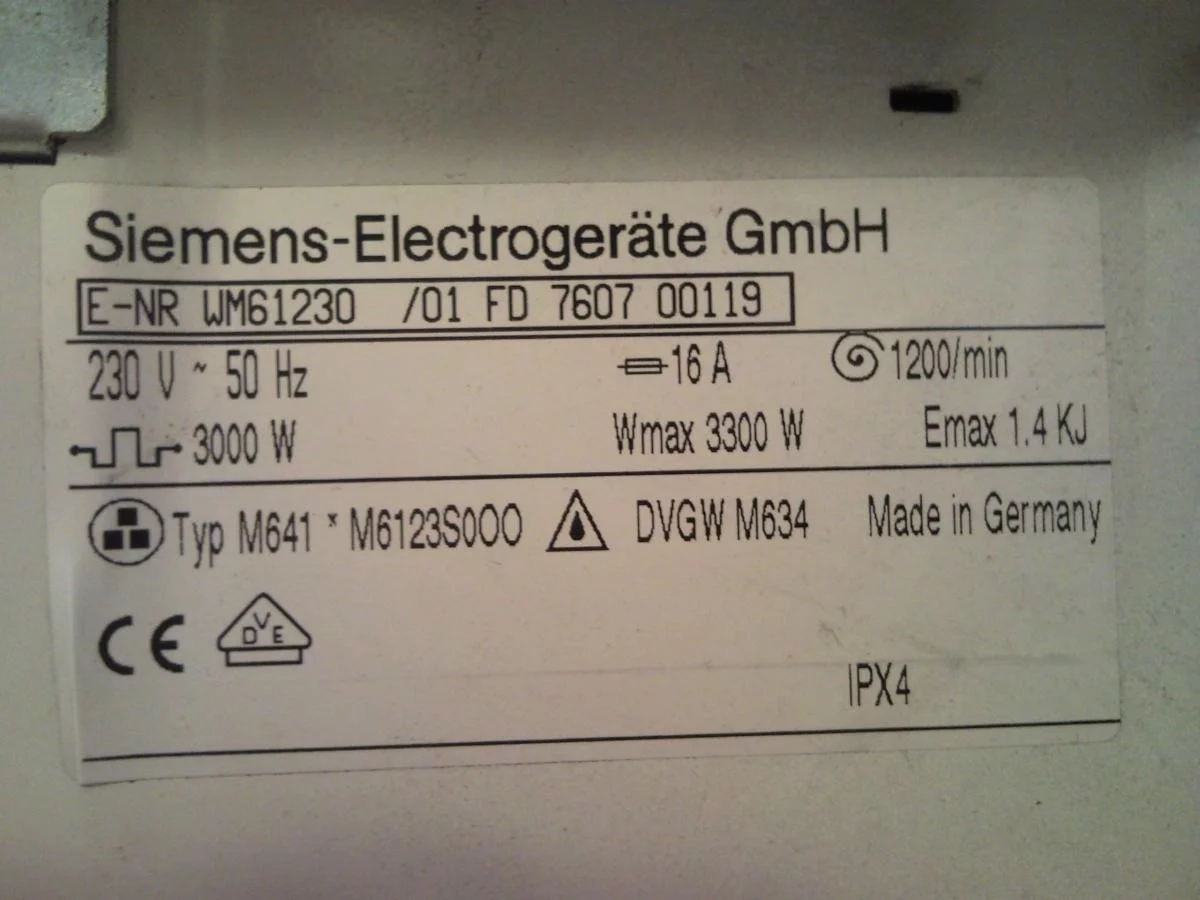 Siemens-Electrogeräte GmbH
E-NR WM61230 /01 FD 7607 00119
230 V ~ 50 Hz 16 A 1200/min
3000 W Wmax 3300 W Emax 1.4 KJ
Typ M641 * M6123S000 DVGW M634 Made in Germany
CE VDE
IPX4